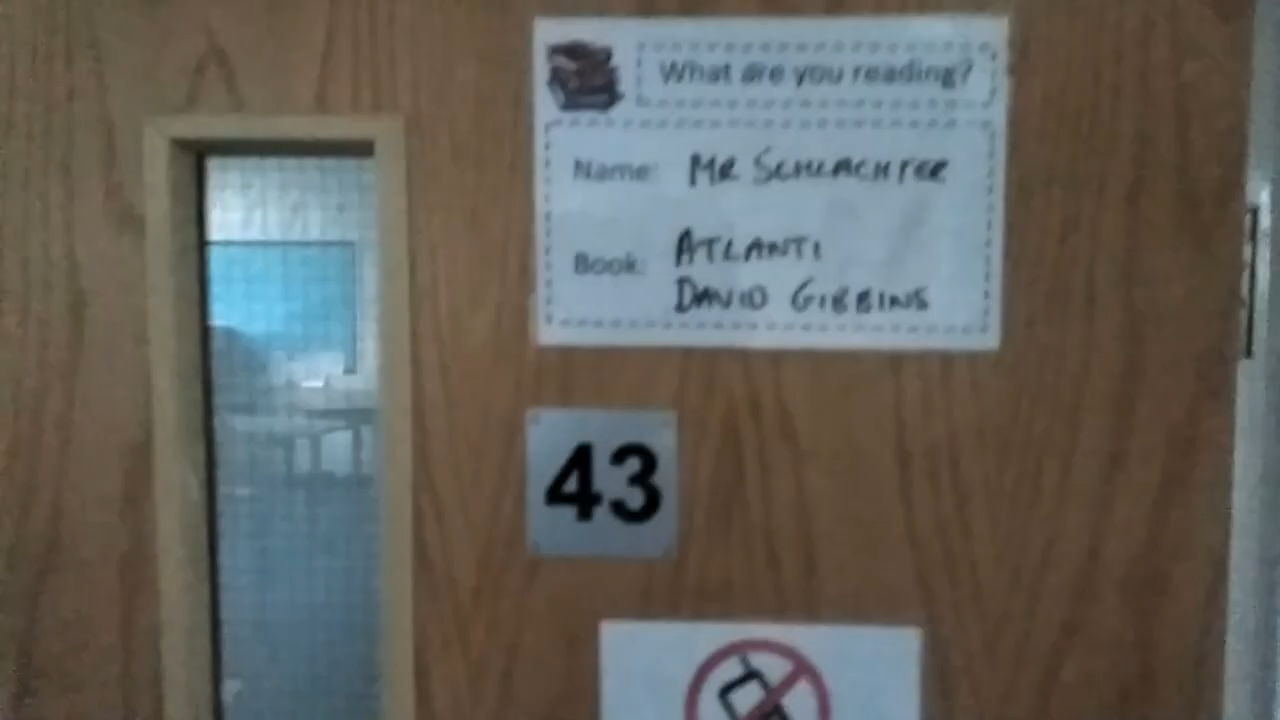 What are you reading?
Name: MR SCHLACHTER
Book: ATLANTI
DAVID GIBBINS
43